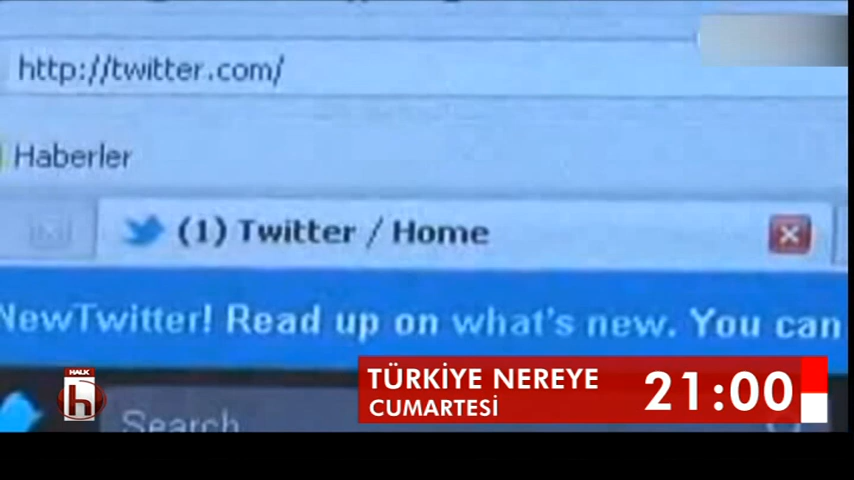 http://twitter.com/
Haberler
(1) Twitter / Home
NewTwitter! Read up on what's new. You can
Search
HALK
h
TÜRKİYE NEREYE
CUMARTESİ
21:00